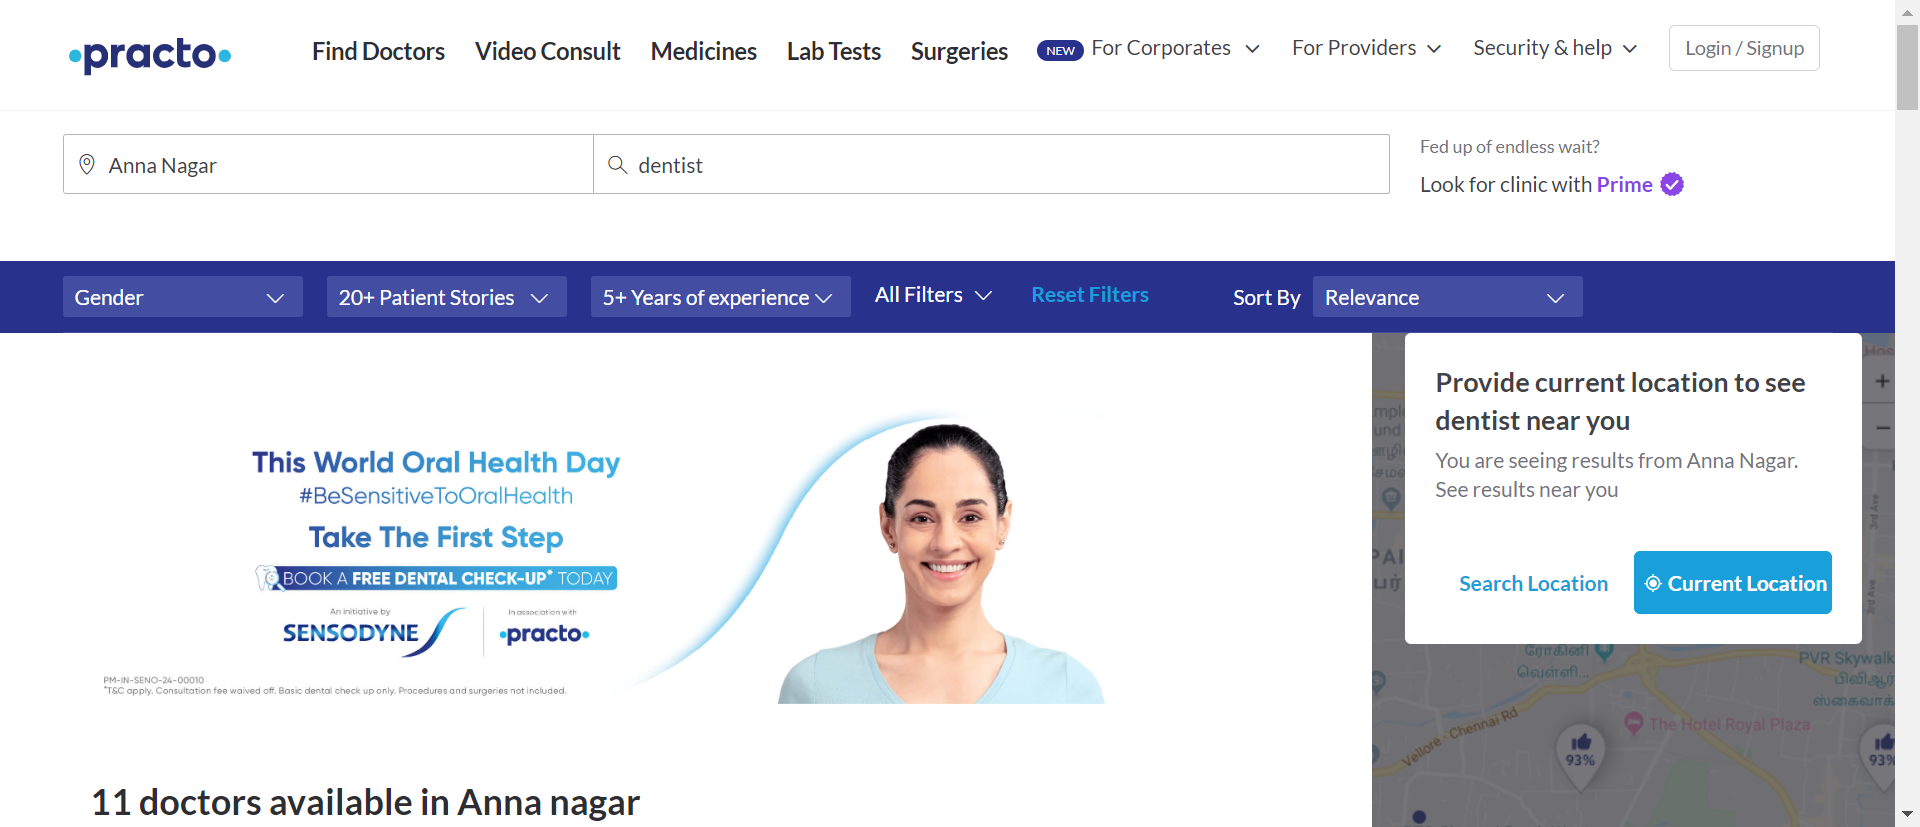 practo
Find Doctors
Video Consult
Medicines
Lab Tests
Surgeries
NEW For Corporates
For Providers
Security & help
Login / Signup
Anna Nagar
dentist
Fed up of endless wait?
Look for clinic with Prime
Gender
20+ Patient Stories
5+ Years of experience
All Filters
Reset Filters
Sort By
Relevance
This World Oral Health Day
#BeSensitiveToOralHealth
Take The First Step
BOOK A FREE DENTAL CHECK-UP* TODAY
An initiative by
SENSODYNE
In association with
practo
PM-IN-SENO-24-00010
*T&C apply. Consultation fee waived off. Basic dental check up only. Procedures and surgeries not included.
11 doctors available in Anna nagar
Provide current location to see
dentist near you
You are seeing results from Anna Nagar.
See results near you
Search Location
Current Location
+
−
3rd Ave
3rd Ave
ரோகினி
வெள்ளி...
PVR Skywalk
பிவிஆர்
ஸ்கைவாக்
The Hotel Royal Plaza
Vellore - Chennai Rd
93%
93%